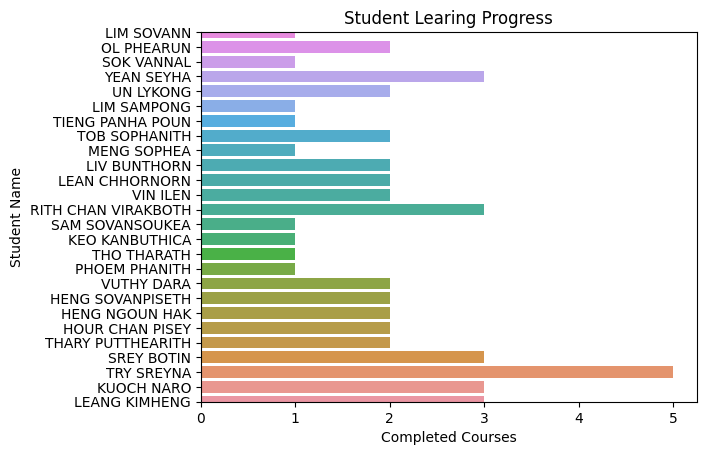 Student Learing Progress
LIM SOVANN
OL PHEARUN
SOK VANNAL
YEAN SEYHA
UN LYKONG
LIM SAMPONG
TIENG PANHA POUN
TOB SOPHANITH
MENG SOPHEA
LIV BUNTHORN
LEAN CHHORNORN
VIN ILEN
RITH CHAN VIRAKBOTH
SAM SOVANSOUKEA
KEO KANBUTHICA
THO THARATH
PHOEM PHANITH
VUTHY DARA
HENG SOVANPISETH
HENG NGOUN HAK
HOUR CHAN PISEY
THARY PUTTHEARITH
SREY BOTIN
TRY SREYNA
KUOCH NARO
LEANG KIMHENG
Student Name
0 1 2 3 4 5
Completed Courses